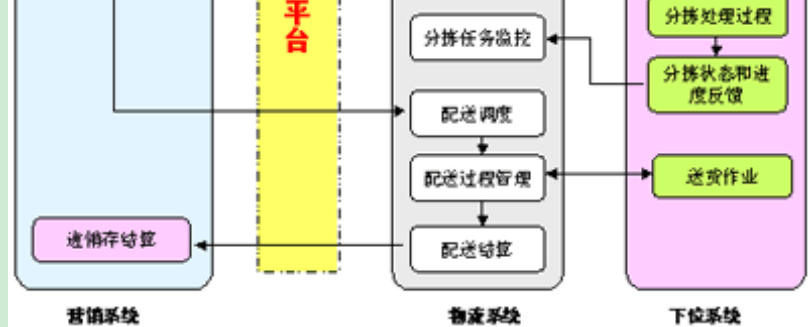 平
台
分拣处理过程
分拣任务监控
分拣状态和进
度反馈
配送调度
配送过程管理
送货作业
进销存结算
配送结算
营销系统
物流系统
下位系统